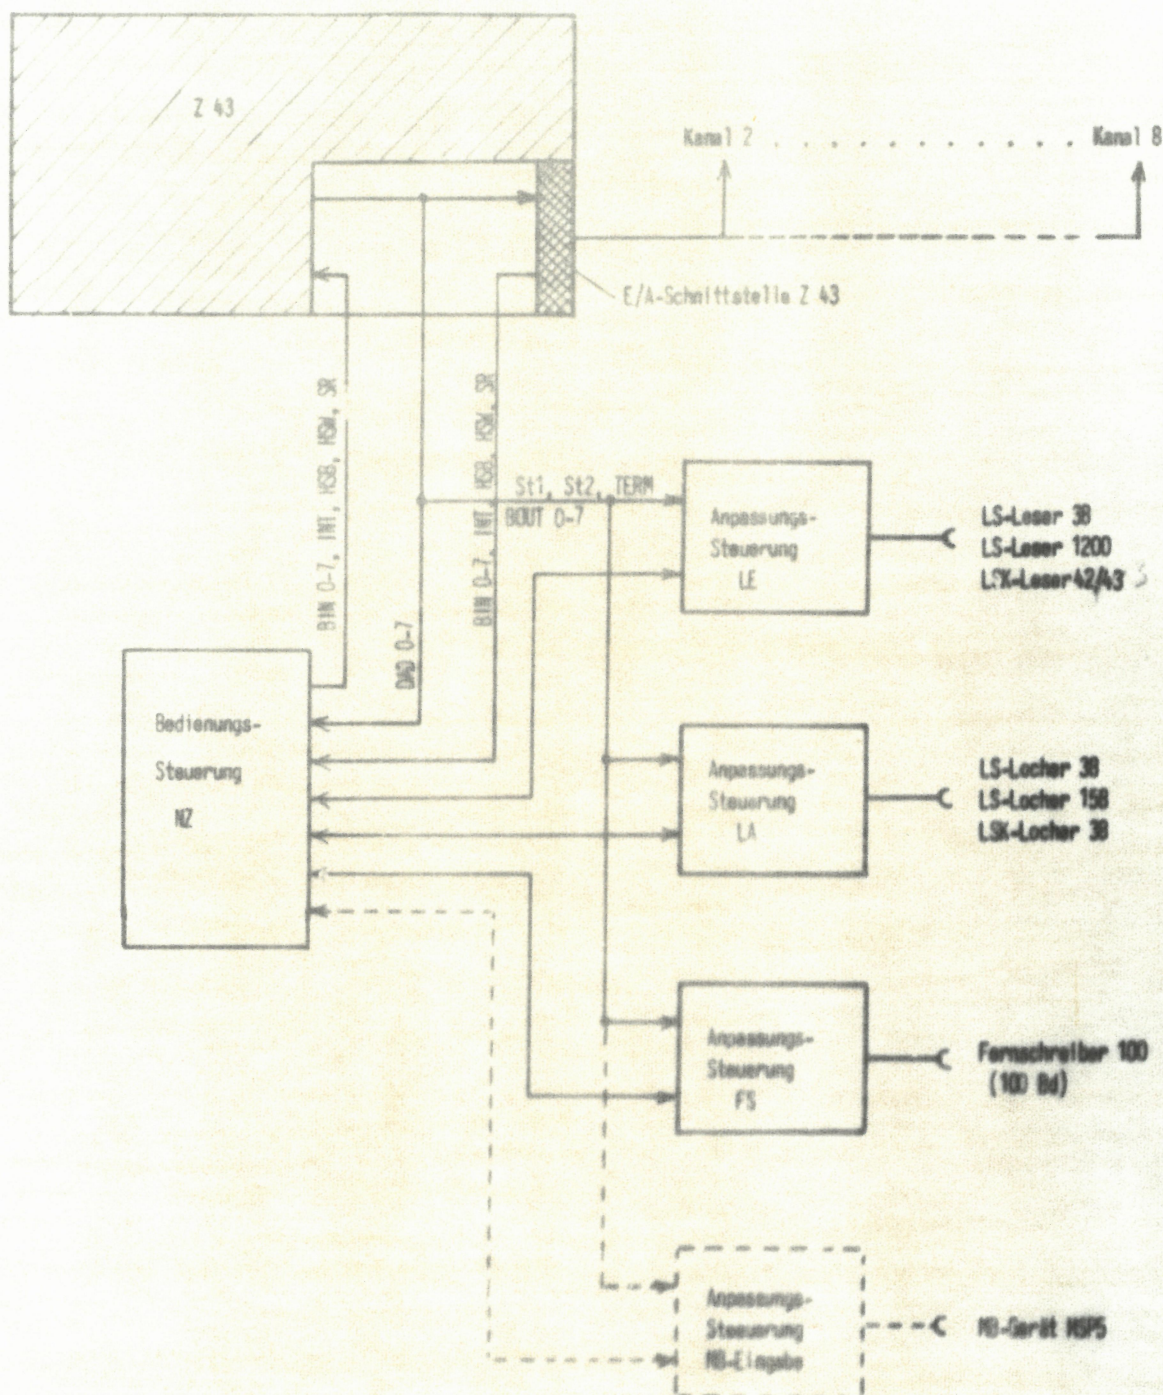 Z 43
Kanal 2 . . . . . . . . . . . Kanal 8
E/A-Schnittstelle Z 43
BIN 0-7, INT, HSB, HSW, SR
DAD 0-7
BIN 0-7, INT, HSB, HSW, SR
St1, St2, TERM
BOUT 0-7
Anpassungs-
Steuerung
LE
LS-Leser 38
LS-Leser 1200
LSK-Leser 42/43
Bedienungs-
Steuerung
NZ
Anpassungs-
Steuerung
LA
LS-Locher 38
LS-Locher 158
LSK-Locher 38
Anpassungs-
Steuerung
FS
Fernschreiber 100
(100 Bd)
Anpassungs-
Steeuerung
MB-Eingabe
MB-Gerät MSP5